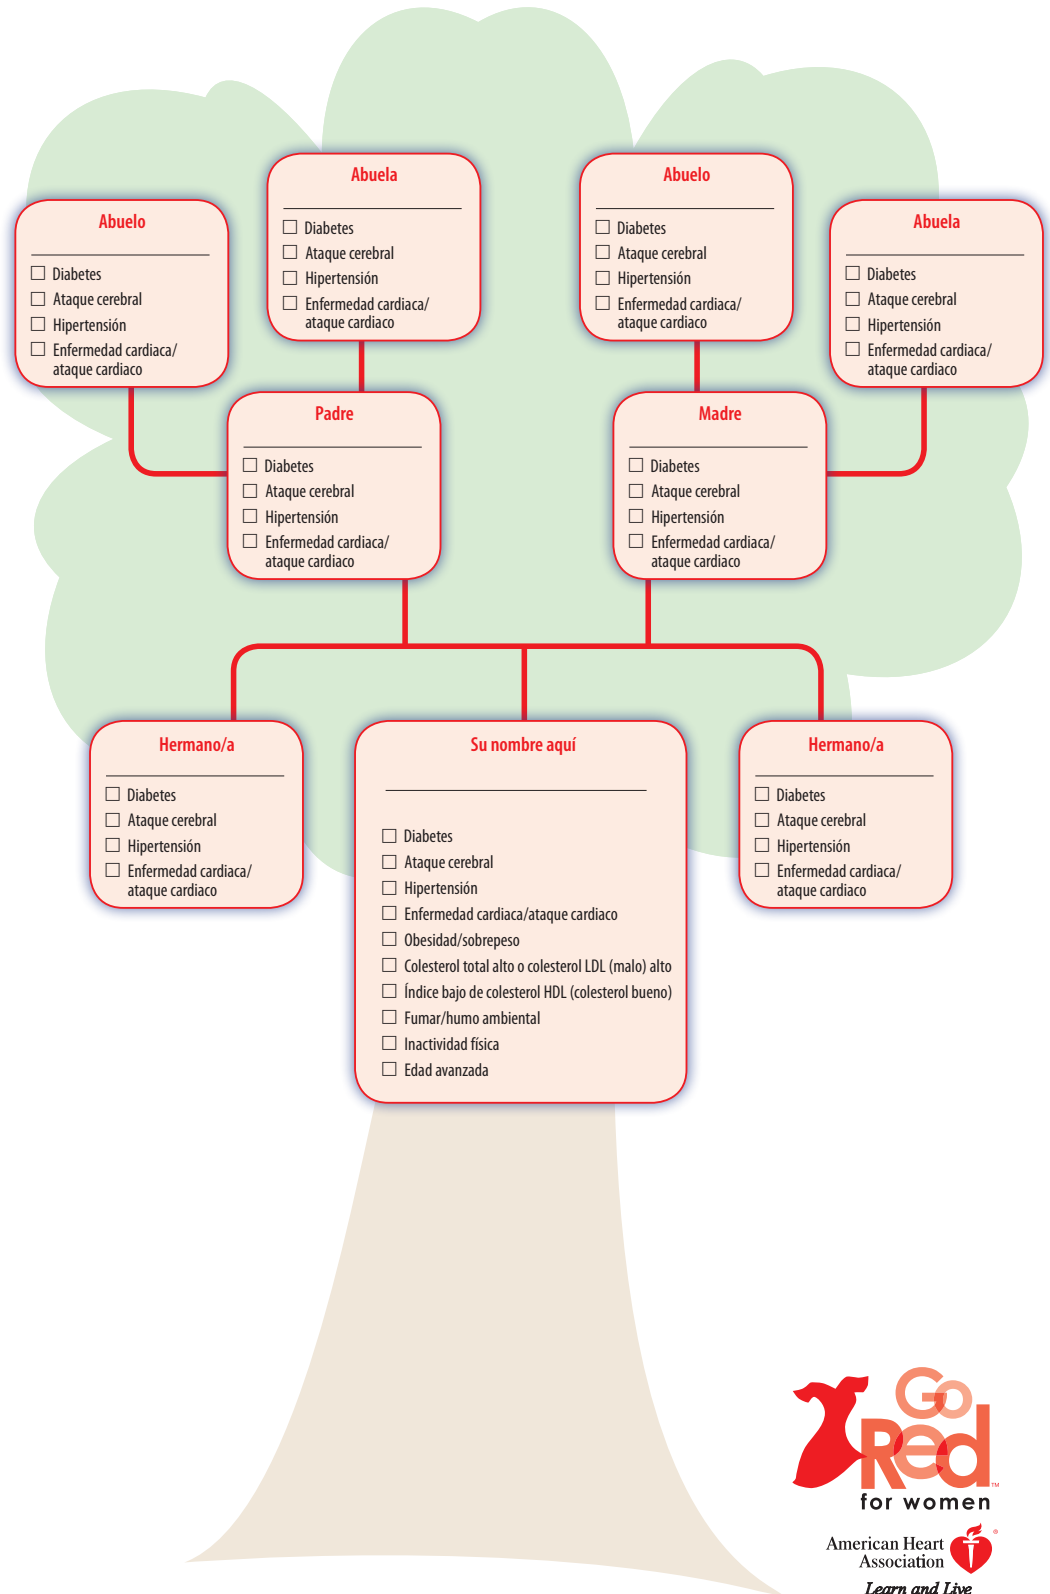 Abuelo
Diabetes
Ataque cerebral
Hipertensión
Enfermedad cardiaca/
ataque cardiaco
Abuela
Diabetes
Ataque cerebral
Hipertensión
Enfermedad cardiaca/
ataque cardiaco
Abuelo
Diabetes
Ataque cerebral
Hipertensión
Enfermedad cardiaca/
ataque cardiaco
Abuela
Diabetes
Ataque cerebral
Hipertensión
Enfermedad cardiaca/
ataque cardiaco
Padre
Diabetes
Ataque cerebral
Hipertensión
Enfermedad cardiaca/
ataque cardiaco
Madre
Diabetes
Ataque cerebral
Hipertensión
Enfermedad cardiaca/
ataque cardiaco
Hermano/a
Diabetes
Ataque cerebral
Hipertensión
Enfermedad cardiaca/
ataque cardiaco
Su nombre aquí
Diabetes
Ataque cerebral
Hipertensión
Enfermedad cardiaca/ataque cardiaco
Obesidad/sobrepeso
Colesterol total alto o colesterol LDL (malo) alto
Índice bajo de colesterol HDL (colesterol bueno)
Fumar/humo ambiental
Inactividad física
Edad avanzada
Hermano/a
Diabetes
Ataque cerebral
Hipertensión
Enfermedad cardiaca/
ataque cardiaco
Go
Red™
for women
American Heart
Association®
Learn and Live